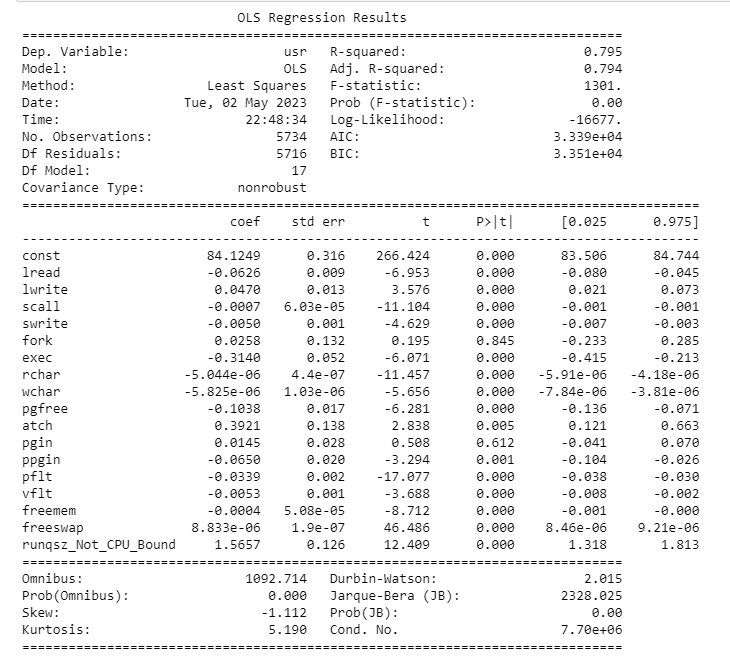 OLS Regression Results
==============================================================================
Dep. Variable:                    usr   R-squared:                       0.795
Model:                            OLS   Adj. R-squared:                  0.794
Method:                 Least Squares   F-statistic:                     1301.
Date:                Tue, 02 May 2023   Prob (F-statistic):               0.00
Time:                        22:48:34   Log-Likelihood:                -16677.
No. Observations:                5734   AIC:                         3.339e+04
Df Residuals:                    5716   BIC:                         3.351e+04
Df Model:                          17
Covariance Type:            nonrobust
========================================================================================
                           coef    std err          t      P>|t|      [0.025      0.975]
----------------------------------------------------------------------------------------
const                   84.1249      0.316    266.424      0.000      83.506      84.744
lread                   -0.0626      0.009     -6.953      0.000      -0.080      -0.045
lwrite                   0.0470      0.013      3.576      0.000       0.021       0.073
scall                   -0.0007   6.03e-05    -11.104      0.000      -0.001      -0.001
swrite                  -0.0050      0.001     -4.629      0.000      -0.007      -0.003
fork                     0.0258      0.132      0.195      0.845      -0.233       0.285
exec                    -0.3140      0.052     -6.071      0.000      -0.415      -0.213
rchar                -5.044e-06    4.4e-07    -11.457      0.000   -5.91e-06   -4.18e-06
wchar                -5.825e-06   1.03e-06     -5.656      0.000   -7.84e-06   -3.81e-06
pgfree                  -0.1038      0.017     -6.281      0.000      -0.136      -0.071
atch                     0.3921      0.138      2.838      0.005       0.121       0.663
pgin                     0.0145      0.028      0.508      0.612      -0.041       0.070
ppgin                   -0.0650      0.020     -3.294      0.001      -0.104      -0.026
pflt                    -0.0339      0.002    -17.077      0.000      -0.038      -0.030
vflt                    -0.0053      0.001     -3.688      0.000      -0.008      -0.002
freemem                 -0.0004   5.08e-05     -8.712      0.000      -0.001      -0.000
freeswap              8.833e-06    1.9e-07     46.486      0.000    8.46e-06    9.21e-06
runqsz_Not_CPU_Bound     1.5657      0.126     12.409      0.000       1.318       1.813
==============================================================================
Omnibus:                     1092.714   Durbin-Watson:                   2.015
Prob(Omnibus):                  0.000   Jarque-Bera (JB):             2328.025
Skew:                          -1.112   Prob(JB):                         0.00
Kurtosis:                       5.190   Cond. No.                     7.70e+06
==============================================================================